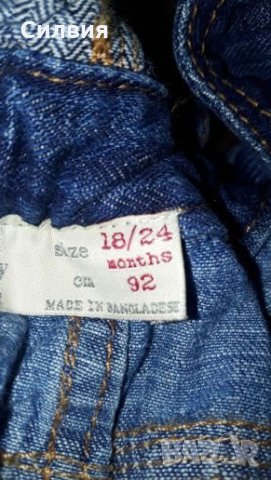 Силвия
size 18/24
months
cm 92
MADE IN BANGLADESH